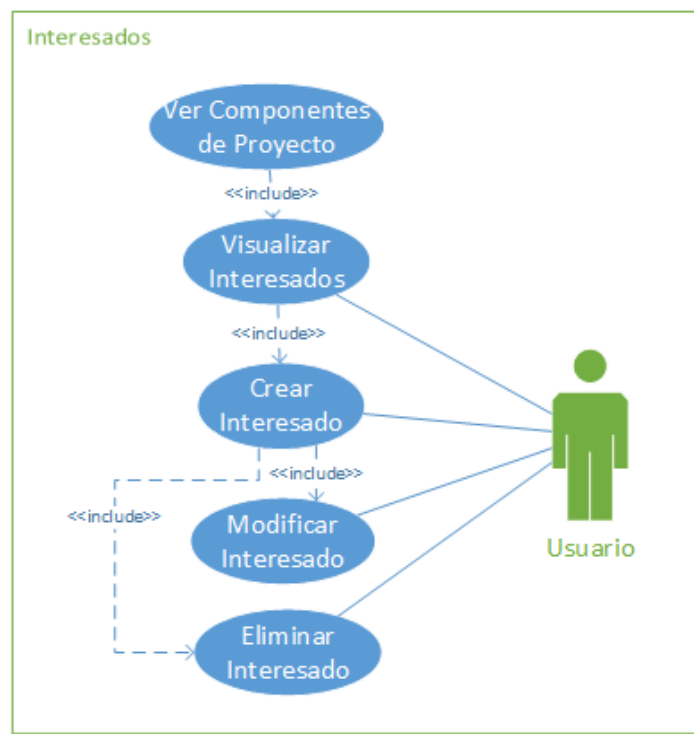 Interesados
Ver Componentes
de Proyecto
<<include>>
Visualizar
Interesados
<<include>>
Crear
Interesado
<<include>>
<<include>>
Modificar
Interesado
Usuario
Eliminar
Interesado